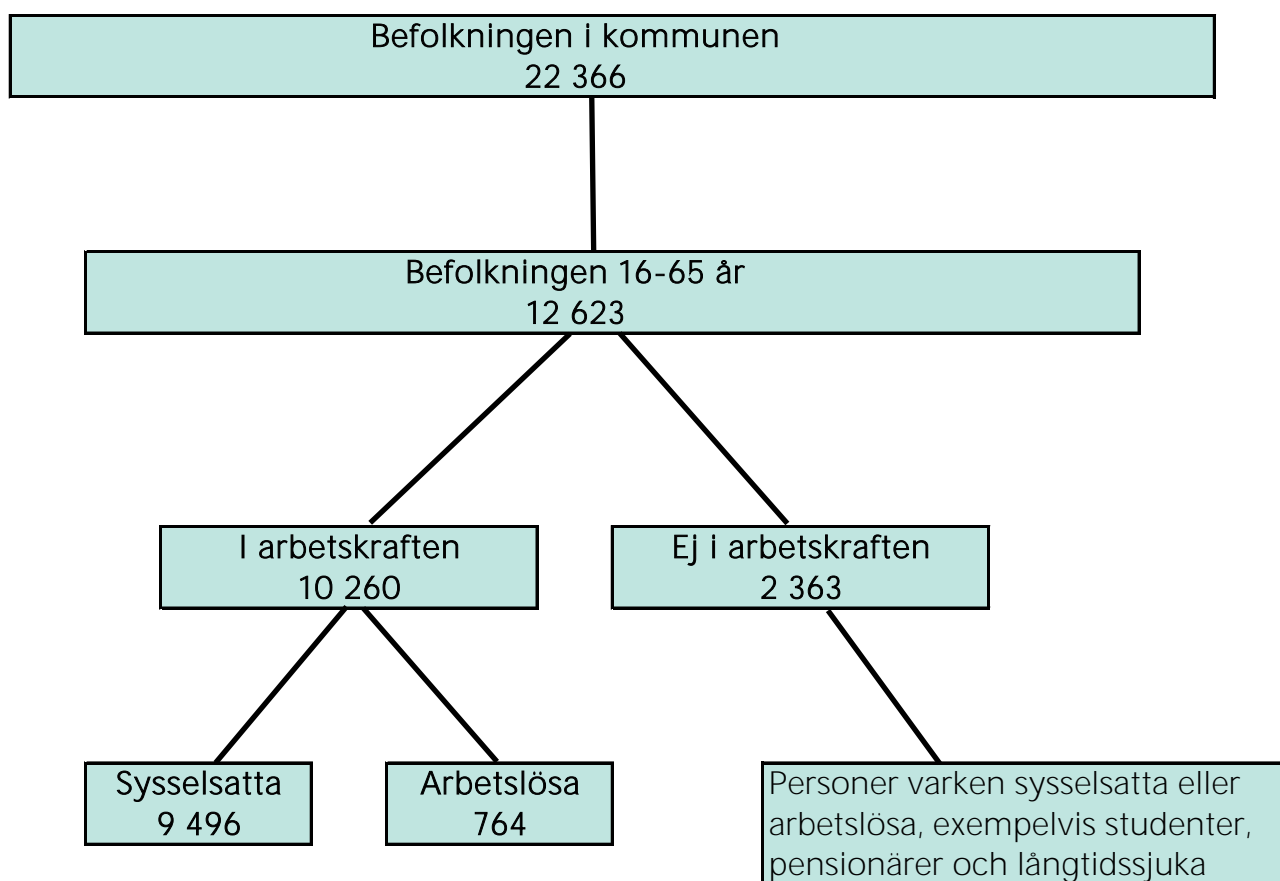 Befolkningen i kommunen
22 366
Befolkningen 16-65 år
12 623
I arbetskraften
10 260
Ej i arbetskraften
2 363
Sysselsatta
9 496
Arbetslösa
764
Personer varken sysselsatta eller
arbetslösa, exempelvis studenter,
pensionärer och långtidssjuka